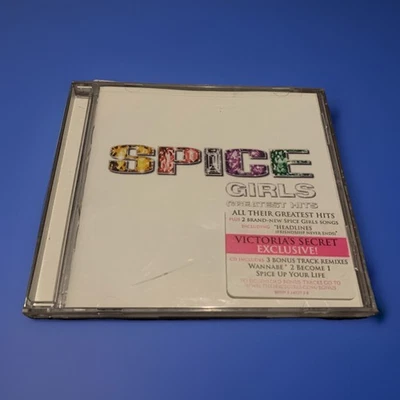 SPICE
GIRLS
GREATEST HITS
ALL THEIR GREATEST HITS
PLUS 2 BRAND-NEW SPICE GIRLS SONGS
INCLUDING "HEADLINES
(FRIENDSHIP NEVER ENDS)"
VICTORIA'S SECRET
EXCLUSIVE!
3 BONUS TRACK REMIXES
WANNABE * 2 BECOME 1
SPICE UP YOUR LIFE